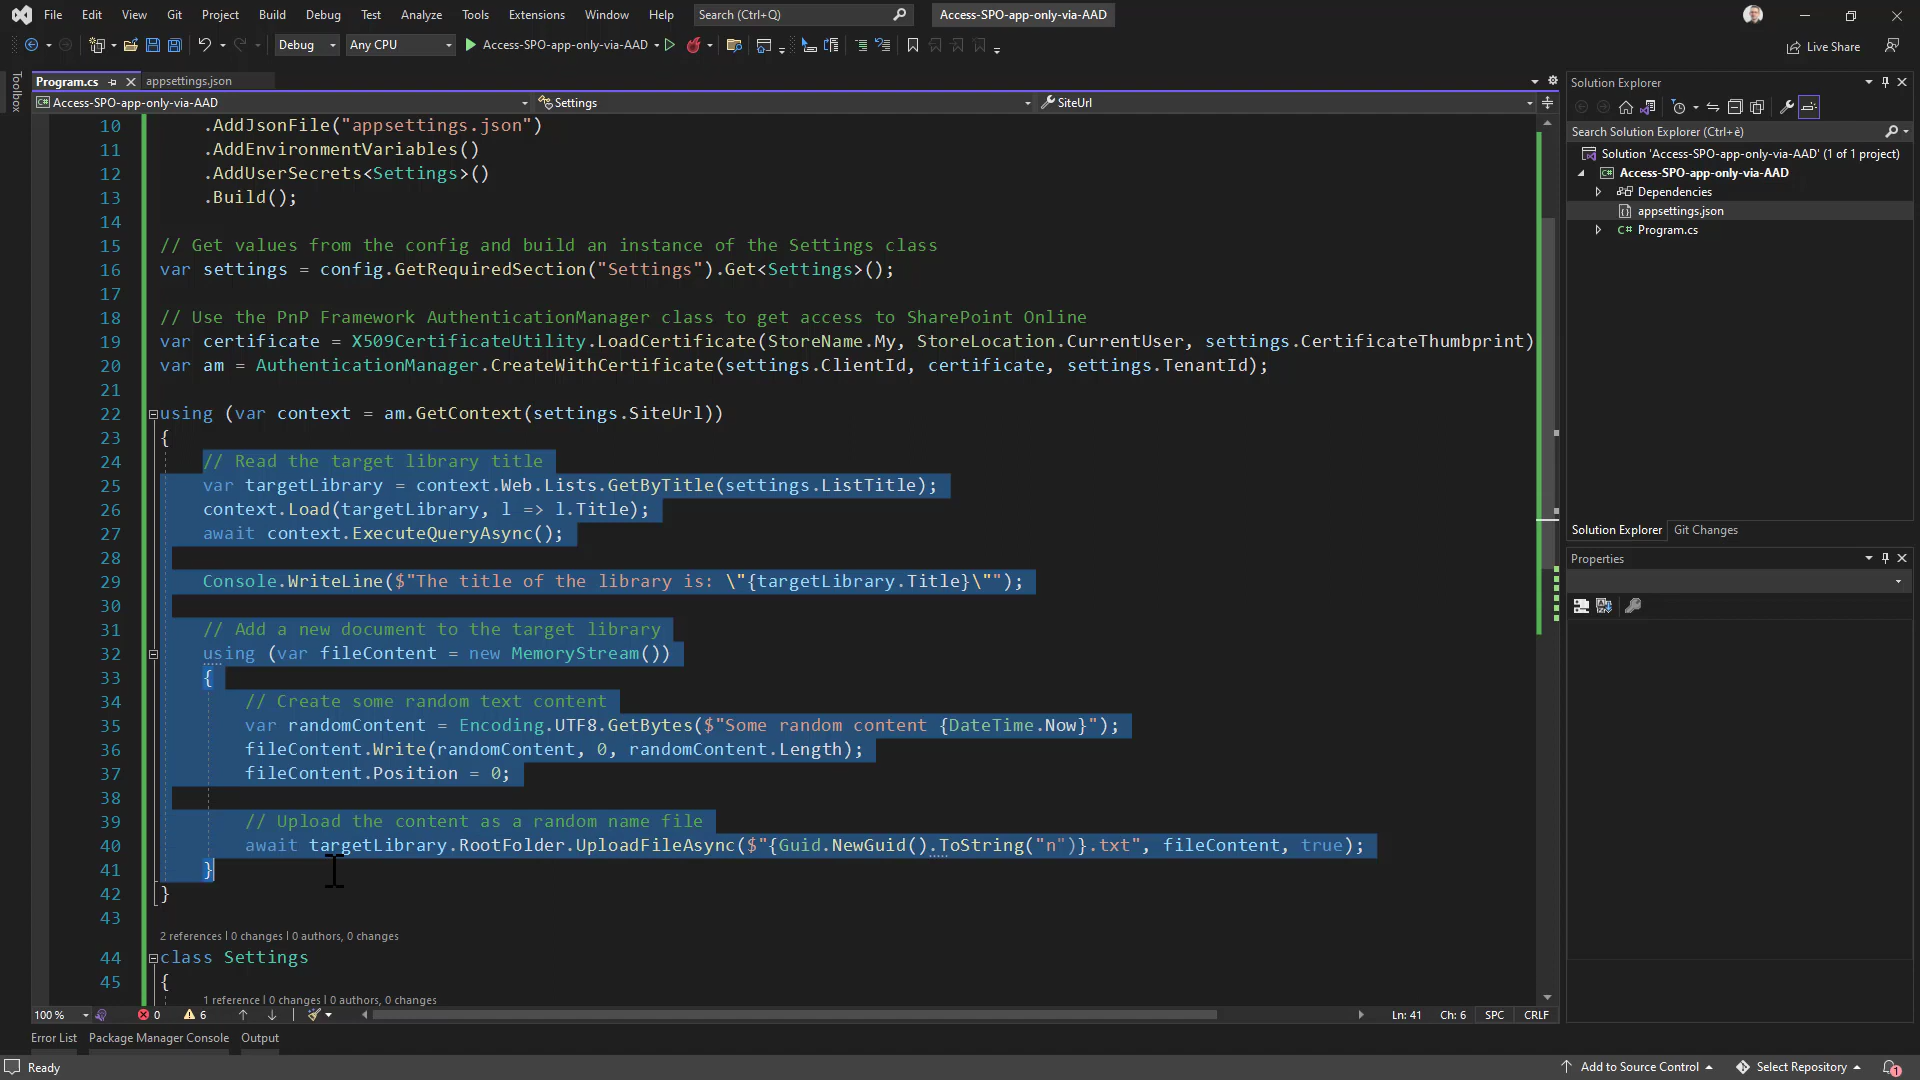 File Edit View Git Project Build Debug Test Analyze Tools Extensions Window Help Search (Ctrl+Q) Access-SPO-app-only-via-AAD
Debug Any CPU Access-SPO-app-only-via-AAD Live Share
Toolbox
Program.cs appsettings.json
Access-SPO-app-only-via-AAD Settings SiteUrl
10 .AddJsonFile("appsettings.json")
11 .AddEnvironmentVariables()
12 .AddUserSecrets<Settings>()
13 .Build();
14
15 // Get values from the config and build an instance of the Settings class
16 var settings = config.GetRequiredSection("Settings").Get<Settings>();
17
18 // Use the PnP Framework AuthenticationManager class to get access to SharePoint Online
19 var certificate = X509CertificateUtility.LoadCertificate(StoreName.My, StoreLocation.CurrentUser, settings.CertificateThumbprint)
20 var am = AuthenticationManager.CreateWithCertificate(settings.ClientId, certificate, settings.TenantId);
21
22 using (var context = am.GetContext(settings.SiteUrl))
23 {
24 // Read the target library title
25 var targetLibrary = context.Web.Lists.GetByTitle(settings.ListTitle);
26 context.Load(targetLibrary, l => l.Title);
27 await context.ExecuteQueryAsync();
28
29 Console.WriteLine($"The title of the library is: \"{targetLibrary.Title}\"");
30
31 // Add a new document to the target library
32 using (var fileContent = new MemoryStream())
33 {
34 // Create some random text content
35 var randomContent = Encoding.UTF8.GetBytes($"Some random content {DateTime.Now}");
36 fileContent.Write(randomContent, 0, randomContent.Length);
37 fileContent.Position = 0;
38
39 // Upload the content as a random name file
40 await targetLibrary.RootFolder.UploadFileAsync($"{Guid.NewGuid().ToString("n")}.txt", fileContent, true);
41 }
42 }
43
2 references | 0 changes | 0 authors, 0 changes
44 class Settings
45 {
1 reference | 0 changes | 0 authors, 0 changes
100 % 0 6 Ln: 41 Ch: 6 SPC CRLF
Error List Package Manager Console Output
Solution Explorer
Search Solution Explorer (Ctrl+è)
Solution 'Access-SPO-app-only-via-AAD' (1 of 1 project)
Access-SPO-app-only-via-AAD
Dependencies
appsettings.json
C# Program.cs
Solution Explorer Git Changes
Properties
Ready Add to Source Control Select Repository 1